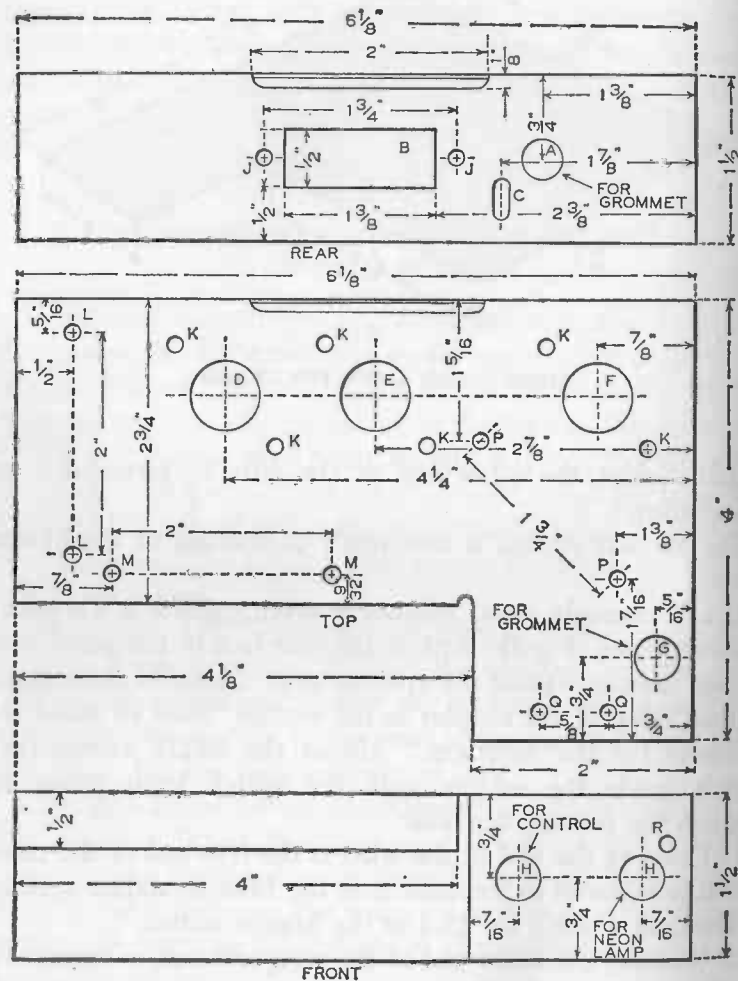 6 1/8"
2"
1/8"
1 3/8"
3/4"
1 3/4"
B
A
1 1/2"
J
1/2"
J
1 7/8"
FOR
GROMMET
C
1/2"
1 3/8"
2 3/8"
REAR
6 1/8"
5/16"
L
K
K
K
7/8"
1 5/16"
1/2"
D
E
F
2 3/4"
2"
K
K
P
2 7/8"
K
4 1/4"
4"
1 13/16"
2"
1 3/8"
M
M
P
7/8"
9/32
1 7/16"
5/16"
TOP
FOR
GROMMET
G
4 1/8"
3/4"
Q
Q
5/8"
3/4"
2"
1/2"
3/4"
FOR
CONTROL
R
H
H
1 1/2"
4"
3/4"
7/16"
FOR
NEON
LAMP
7/16"
FRONT